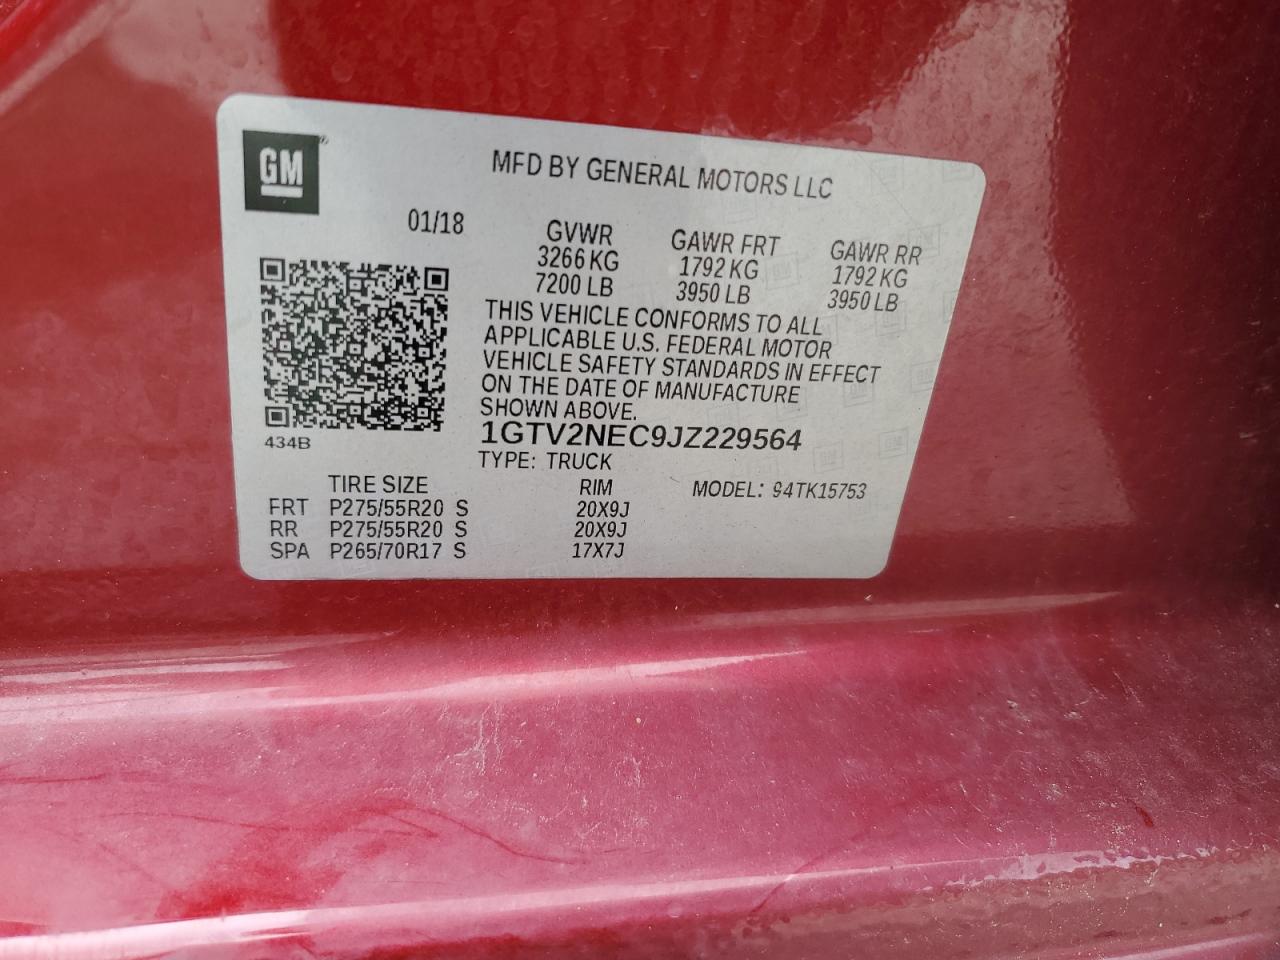 GM
MFD BY GENERAL MOTORS LLC
01/18
GVWR GAWR FRT GAWR RR
3266 KG 1792 KG 1792 KG
7200 LB 3950 LB 3950 LB
THIS VEHICLE CONFORMS TO ALL
APPLICABLE U.S. FEDERAL MOTOR
VEHICLE SAFETY STANDARDS IN EFFECT
ON THE DATE OF MANUFACTURE
SHOWN ABOVE.
434B
1GTV2NEC9JZ229564
TYPE: TRUCK
TIRE SIZE RIM MODEL: 94TK15753
FRT P275/55R20 S 20X9J
RR P275/55R20 S 20X9J
SPA P265/70R17 S 17X7J